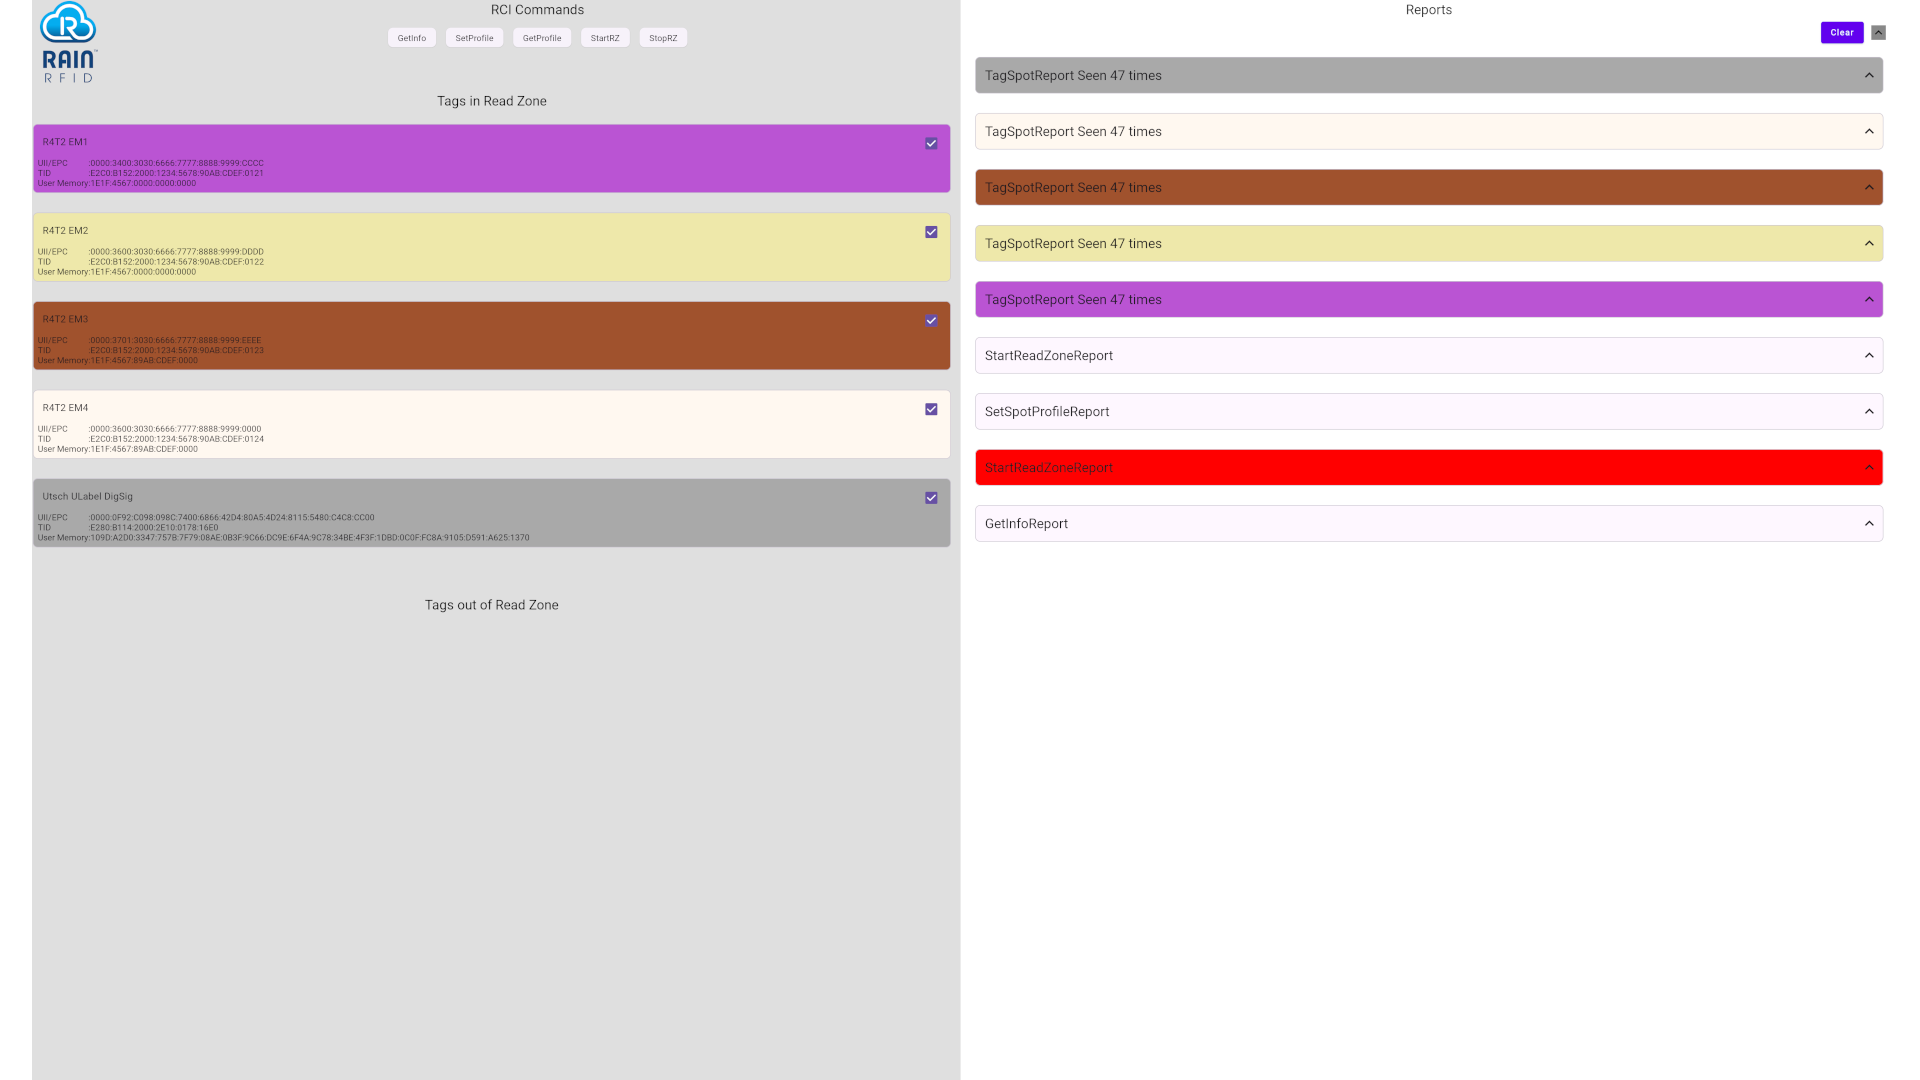 RAIN™
RFID
RCI Commands
GetInfo SetProfile GetProfile StartRZ StopRZ
Tags in Read Zone
R4T2 EM1
UII/EPC :0000:3400:3030:6666:7777:8888:9999:CCCC
TID :E2C0:B152:2000:1234:5678:90AB:CDEF:0121
User Memory:1E1F:4567:0000:0000:0000
R4T2 EM2
UII/EPC :0000:3600:3030:6666:7777:8888:9999:DDDD
TID :E2C0:B152:2000:1234:5678:90AB:CDEF:0122
User Memory:1E1F:4567:0000:0000:0000
R4T2 EM3
UII/EPC :0000:3701:3030:6666:7777:8888:9999:EEEE
TID :E2C0:B152:2000:1234:5678:90AB:CDEF:0123
User Memory:1E1F:4567:89AB:CDEF:0000
R4T2 EM4
UII/EPC :0000:3600:3030:6666:7777:8888:9999:0000
TID :E2C0:B152:2000:1234:5678:90AB:CDEF:0124
User Memory:1E1F:4567:89AB:CDEF:0000
Utsch ULabel DigSig
UII/EPC :0000:0F92:C098:098C:7400:6866:42D4:80A5:4D24:8115:5480:C4C8:CC00
TID :E280:B114:2000:2E10:0178:16E0
User Memory:109D:A2D0:3347:757B:7F79:08AE:0B3F:9C66:DC9E:6F4A:9C78:34BE:4F3F:1DBD:0C0F:FC8A:9105:D591:A625:1370
Tags out of Read Zone
Reports
Clear
TagSpotReport Seen 47 times
TagSpotReport Seen 47 times
TagSpotReport Seen 47 times
TagSpotReport Seen 47 times
TagSpotReport Seen 47 times
StartReadZoneReport
SetSpotProfileReport
StartReadZoneReport
GetInfoReport